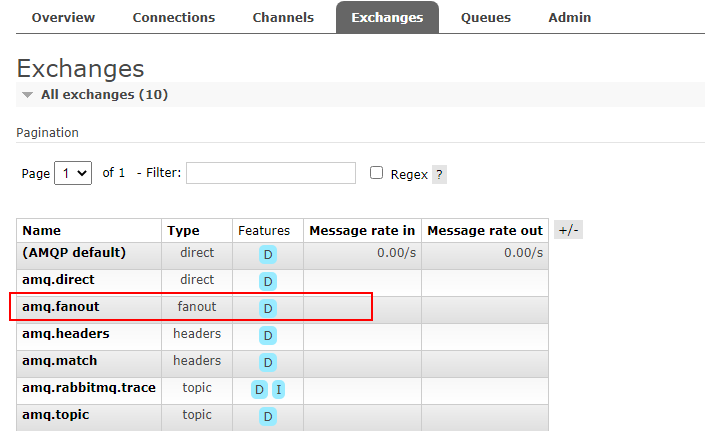 Overview Connections Channels Exchanges Queues Admin
Exchanges
All exchanges (10)
Pagination
Page 1 of 1 - Filter: Regex ?
Name Type Features Message rate in Message rate out +/-
(AMQP default) direct D 0.00/s 0.00/s
amq.direct direct D
amq.fanout fanout D
amq.headers headers D
amq.match headers D
amq.rabbitmq.trace topic D I
amq.topic topic D